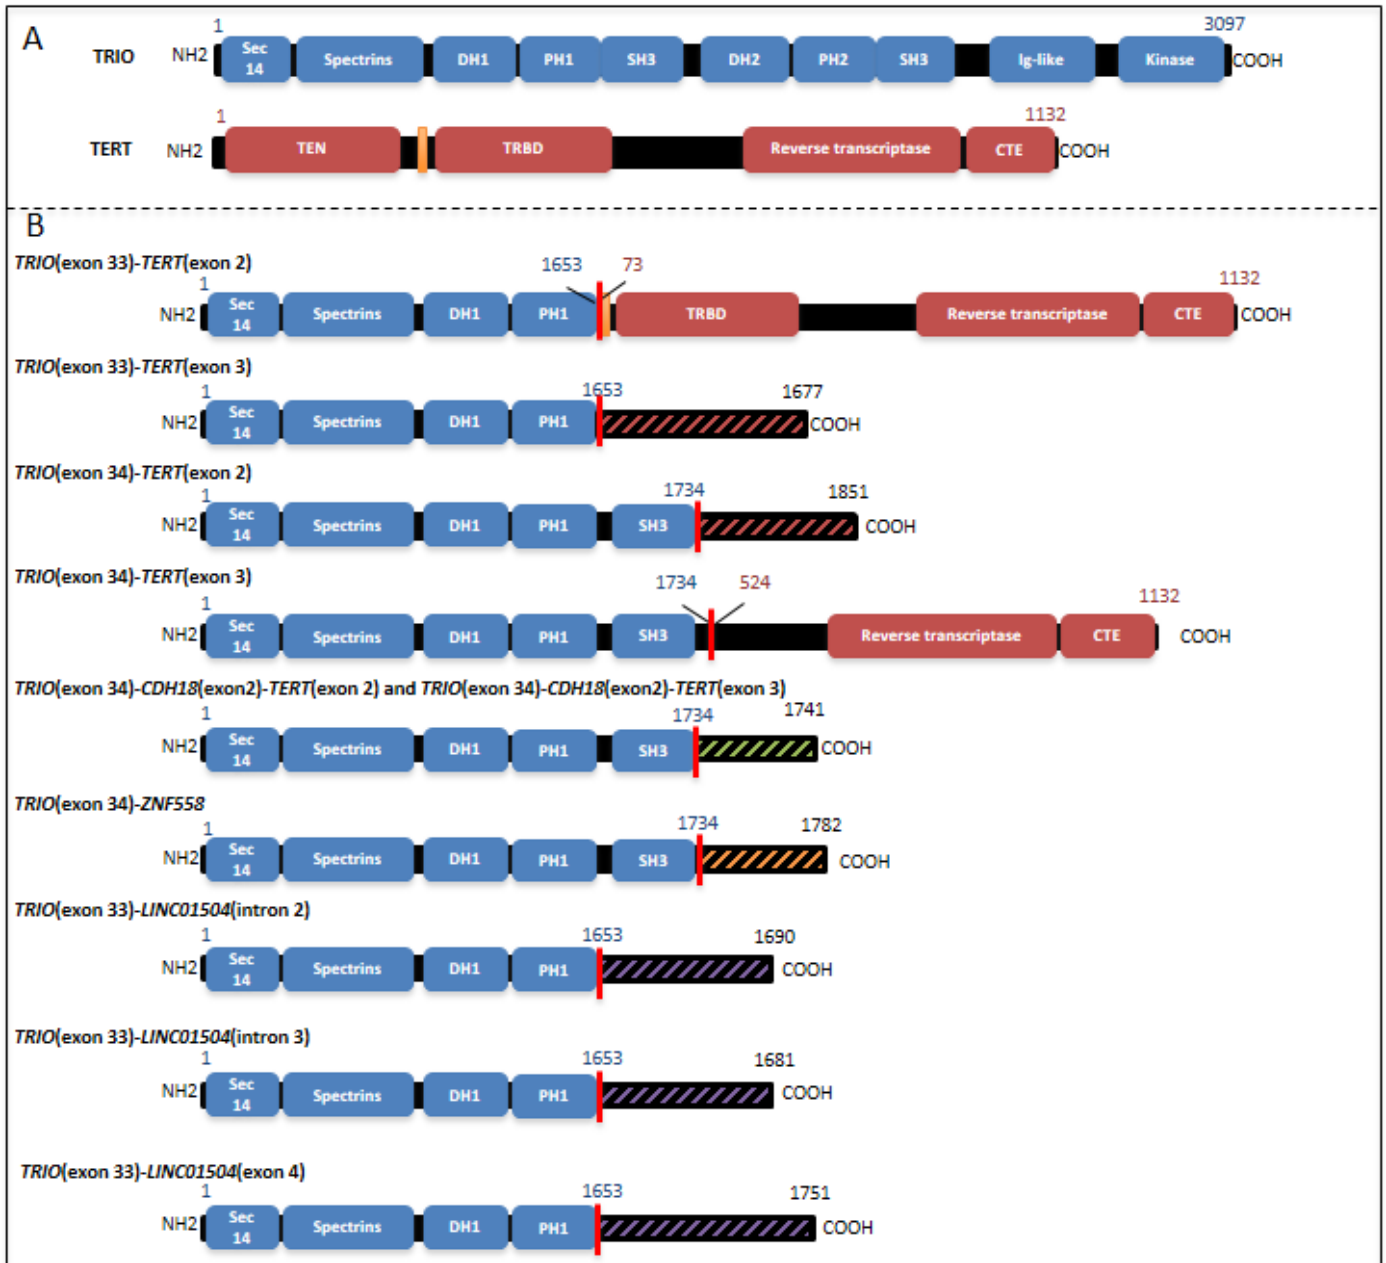 A
1 3097
TRIO NH2 Sec 14 Spectrins DH1 PH1 SH3 DH2 PH2 SH3 Ig-like Kinase COOH
1 1132
TERT NH2 TEN TRBD Reverse transcriptase CTE COOH
B
TRIO(exon 33)-TERT(exon 2)
1 1653 73 1132
NH2 Sec 14 Spectrins DH1 PH1 TRBD Reverse transcriptase CTE COOH
TRIO(exon 33)-TERT(exon 3)
1 1653 1677
NH2 Sec 14 Spectrins DH1 PH1 COOH
TRIO(exon 34)-TERT(exon 2)
1 1734 1851
NH2 Sec 14 Spectrins DH1 PH1 SH3 COOH
TRIO(exon 34)-TERT(exon 3)
1 1734 524 1132
NH2 Sec 14 Spectrins DH1 PH1 SH3 Reverse transcriptase CTE COOH
TRIO(exon 34)-CDH18(exon2)-TERT(exon 2) and TRIO(exon 34)-CDH18(exon2)-TERT(exon 3)
1 1734 1741
NH2 Sec 14 Spectrins DH1 PH1 SH3 COOH
TRIO(exon 34)-ZNF558
1 1734 1782
NH2 Sec 14 Spectrins DH1 PH1 SH3 COOH
TRIO(exon 33)-LINC01504(intron 2)
1 1653 1690
NH2 Sec 14 Spectrins DH1 PH1 COOH
TRIO(exon 33)-LINC01504(intron 3)
1 1653 1681
NH2 Sec 14 Spectrins DH1 PH1 COOH
TRIO(exon 33)-LINC01504(exon 4)
1 1653 1751
NH2 Sec 14 Spectrins DH1 PH1 COOH